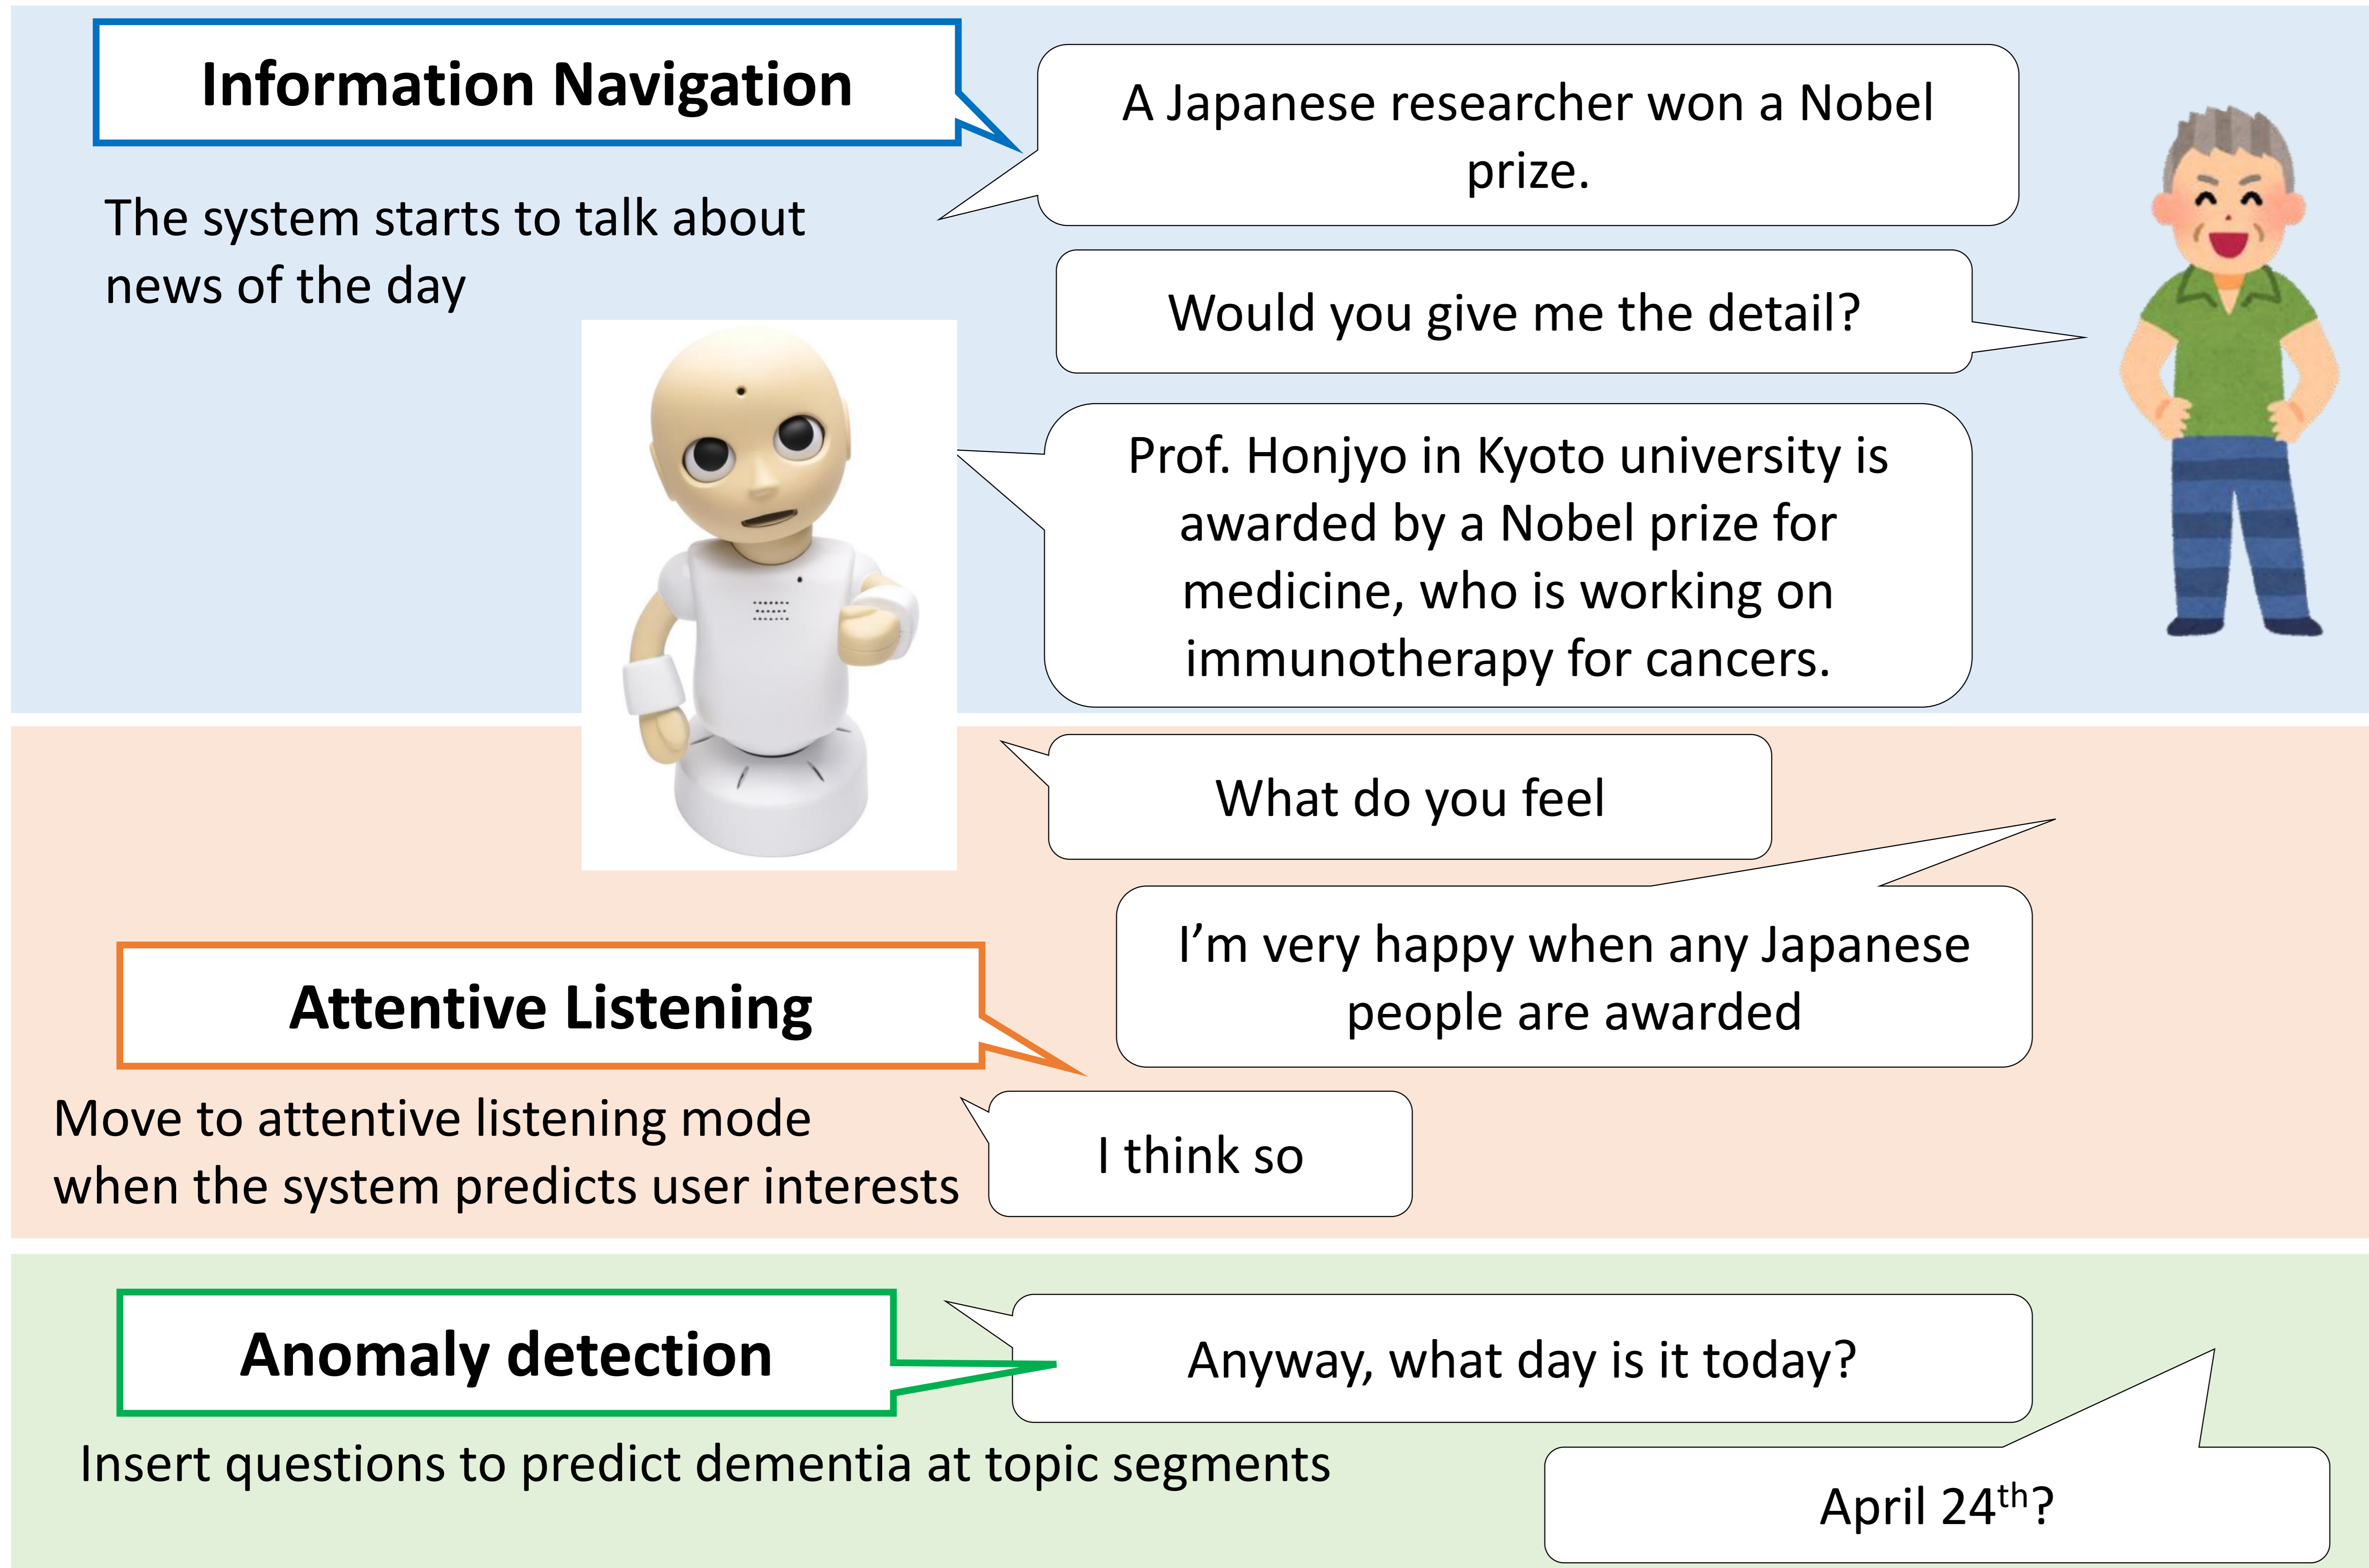 Information Navigation
The system starts to talk about
news of the day
A Japanese researcher won a Nobel
prize.
Would you give me the detail?
Prof. Honjyo in Kyoto university is
awarded by a Nobel prize for
medicine, who is working on
immunotherapy for cancers.
What do you feel
I’m very happy when any Japanese
people are awarded
Attentive Listening
Move to attentive listening mode
when the system predicts user interests
I think so
Anomaly detection
Insert questions to predict dementia at topic segments
Anyway, what day is it today?
April 24th?